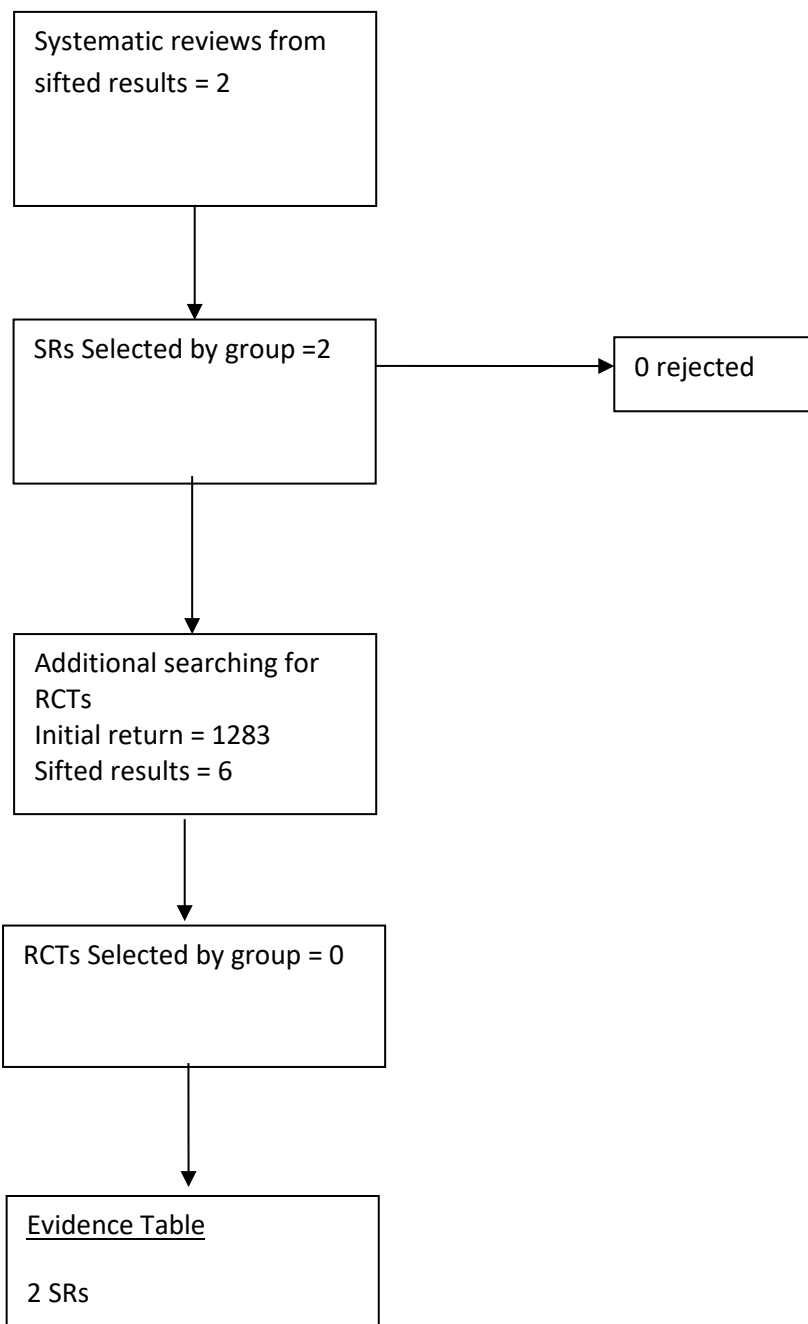 Systematic reviews from
sifted results = 2
SRs Selected by group =2
0 rejected
Additional searching for
RCTs
Initial return = 1283
Sifted results = 6
RCTs Selected by group = 0
Evidence Table
2 SRs